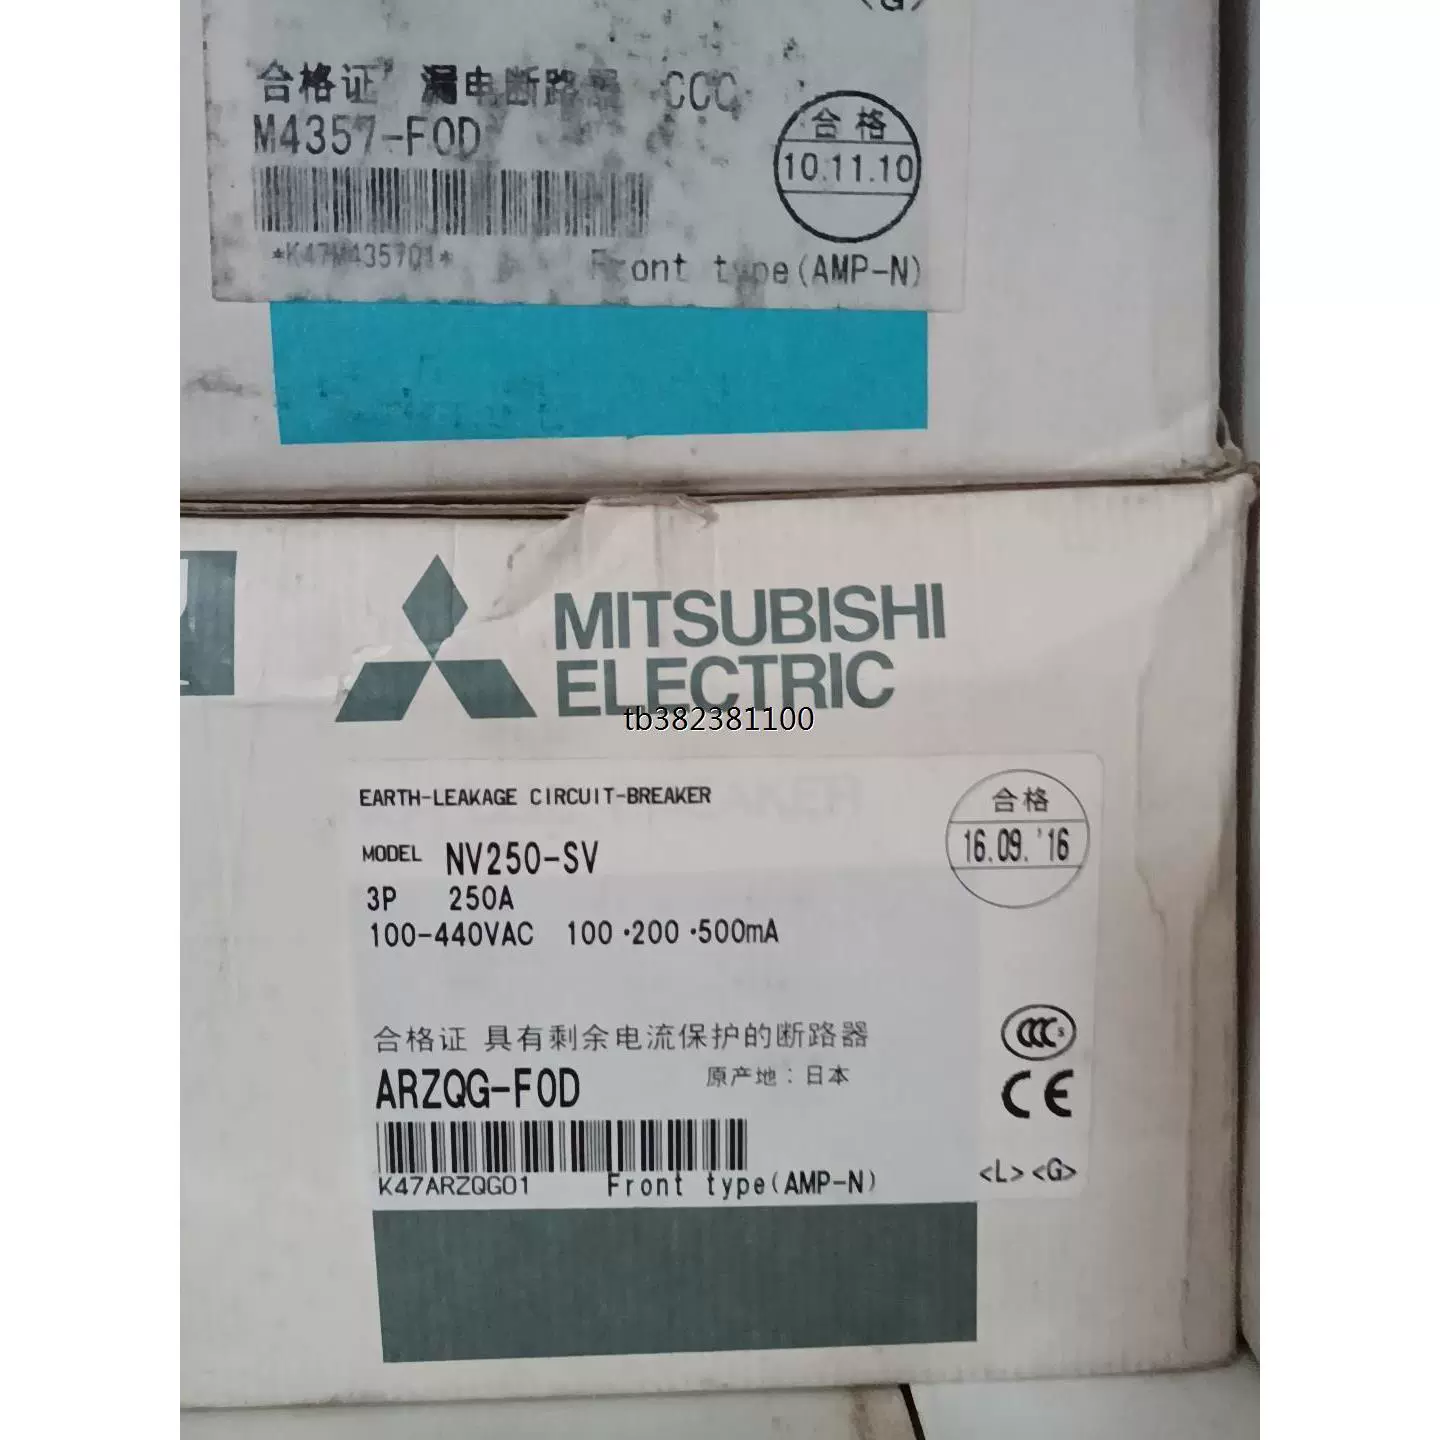 <G>
合格证 漏电断路器 CCC
M4357-F0D
合格
10.11.10
*K47M435701*
Front type(AMP-N)
MITSUBISHI
ELECTRIC
tb382381100
EARTH-LEAKAGE CIRCUIT-BREAKER
合格
16.09.'16
MODEL NV250-SV
3P 250A
100-440VAC 100·200·500mA
合格证 具有剩余电流保护的断路器
CCC S
ARZQG-F0D
原产地：日本
CE
K47ARZQG01
Front type(AMP-N)
<L><G>